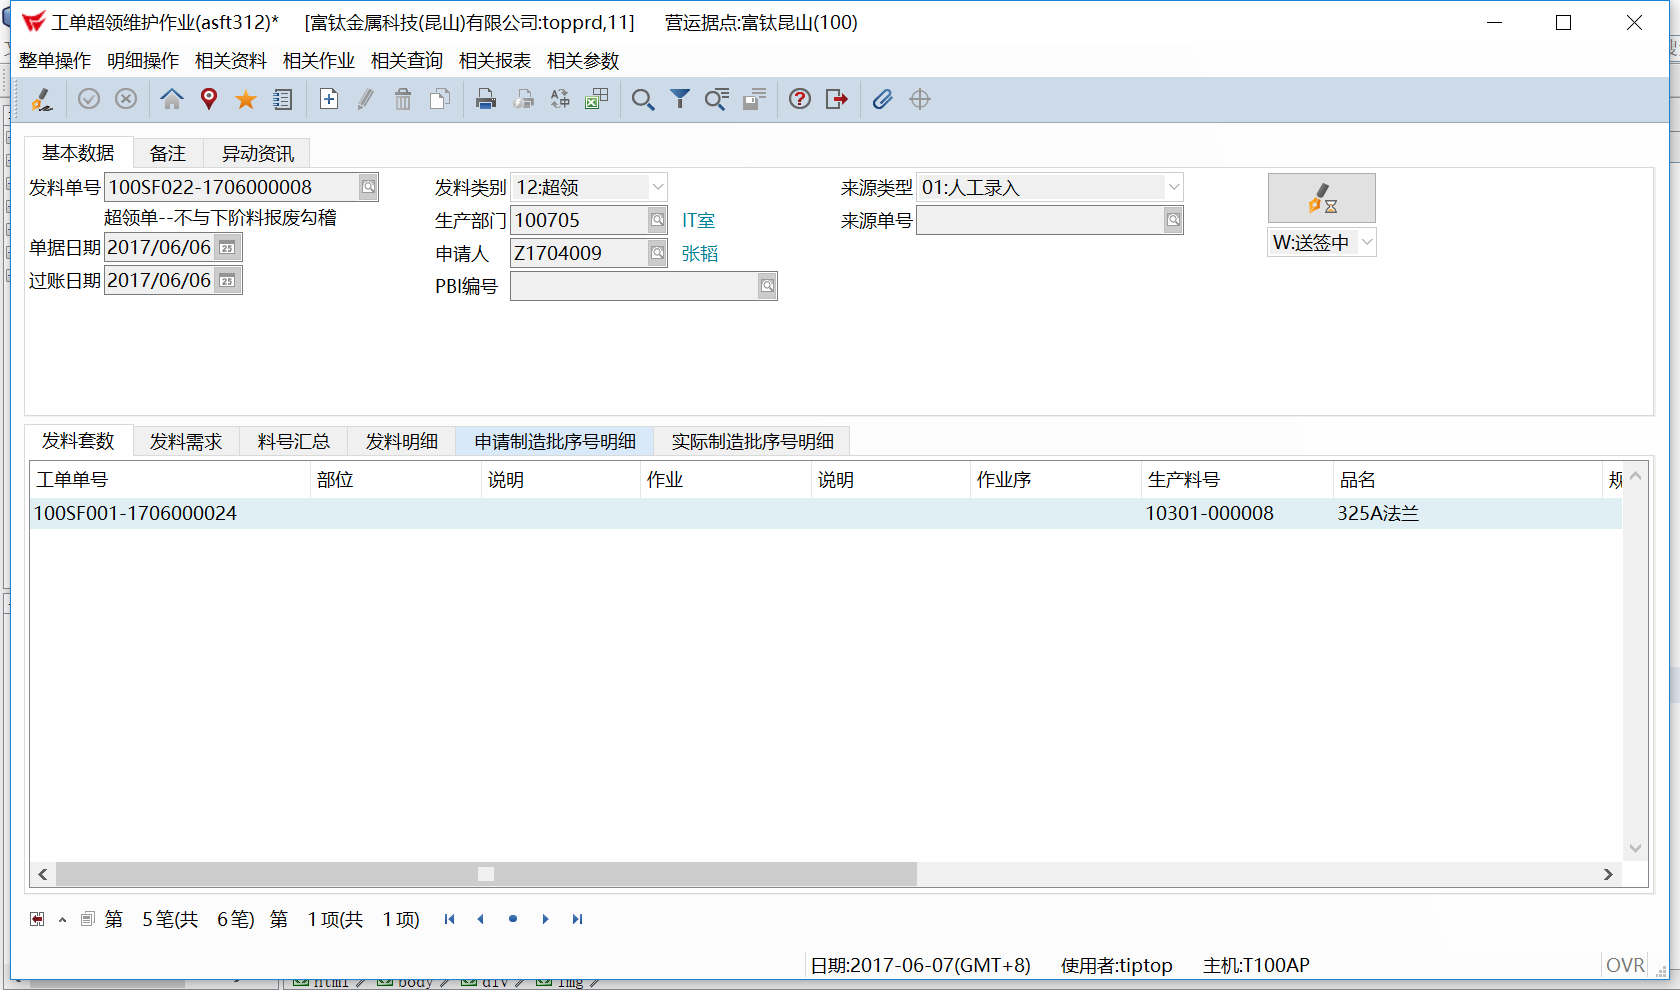 工单超领维护作业(asft312)* [富钛金属科技(昆山)有限公司:topprd,11] 营运据点:富钛昆山(100)
整单操作 明细操作 相关资料 相关作业 相关查询 相关报表 相关参数
基本数据 备注 异动资讯
发料单号 100SF022-1706000008 发料类别 12:超领 来源类型 01:人工录入
超领单--不与下阶料报废勾稽 生产部门 100705 IT室 来源单号
W:送签中
单据日期 2017/06/06 25 申请人 Z1704009 张韬
过账日期 2017/06/06 25 PBI编号
发料套数 发料需求 料号汇总 发料明细 申请制造批序号明细 实际制造批序号明细
工单单号 部位 说明 作业 说明 作业序 生产料号 品名 规
100SF001-1706000024 10301-000008 325A法兰
第 5笔(共 6笔) 第 1项(共 1项)
日期:2017-06-07(GMT+8) 使用者:tiptop 主机:T100AP OVR
html body div img